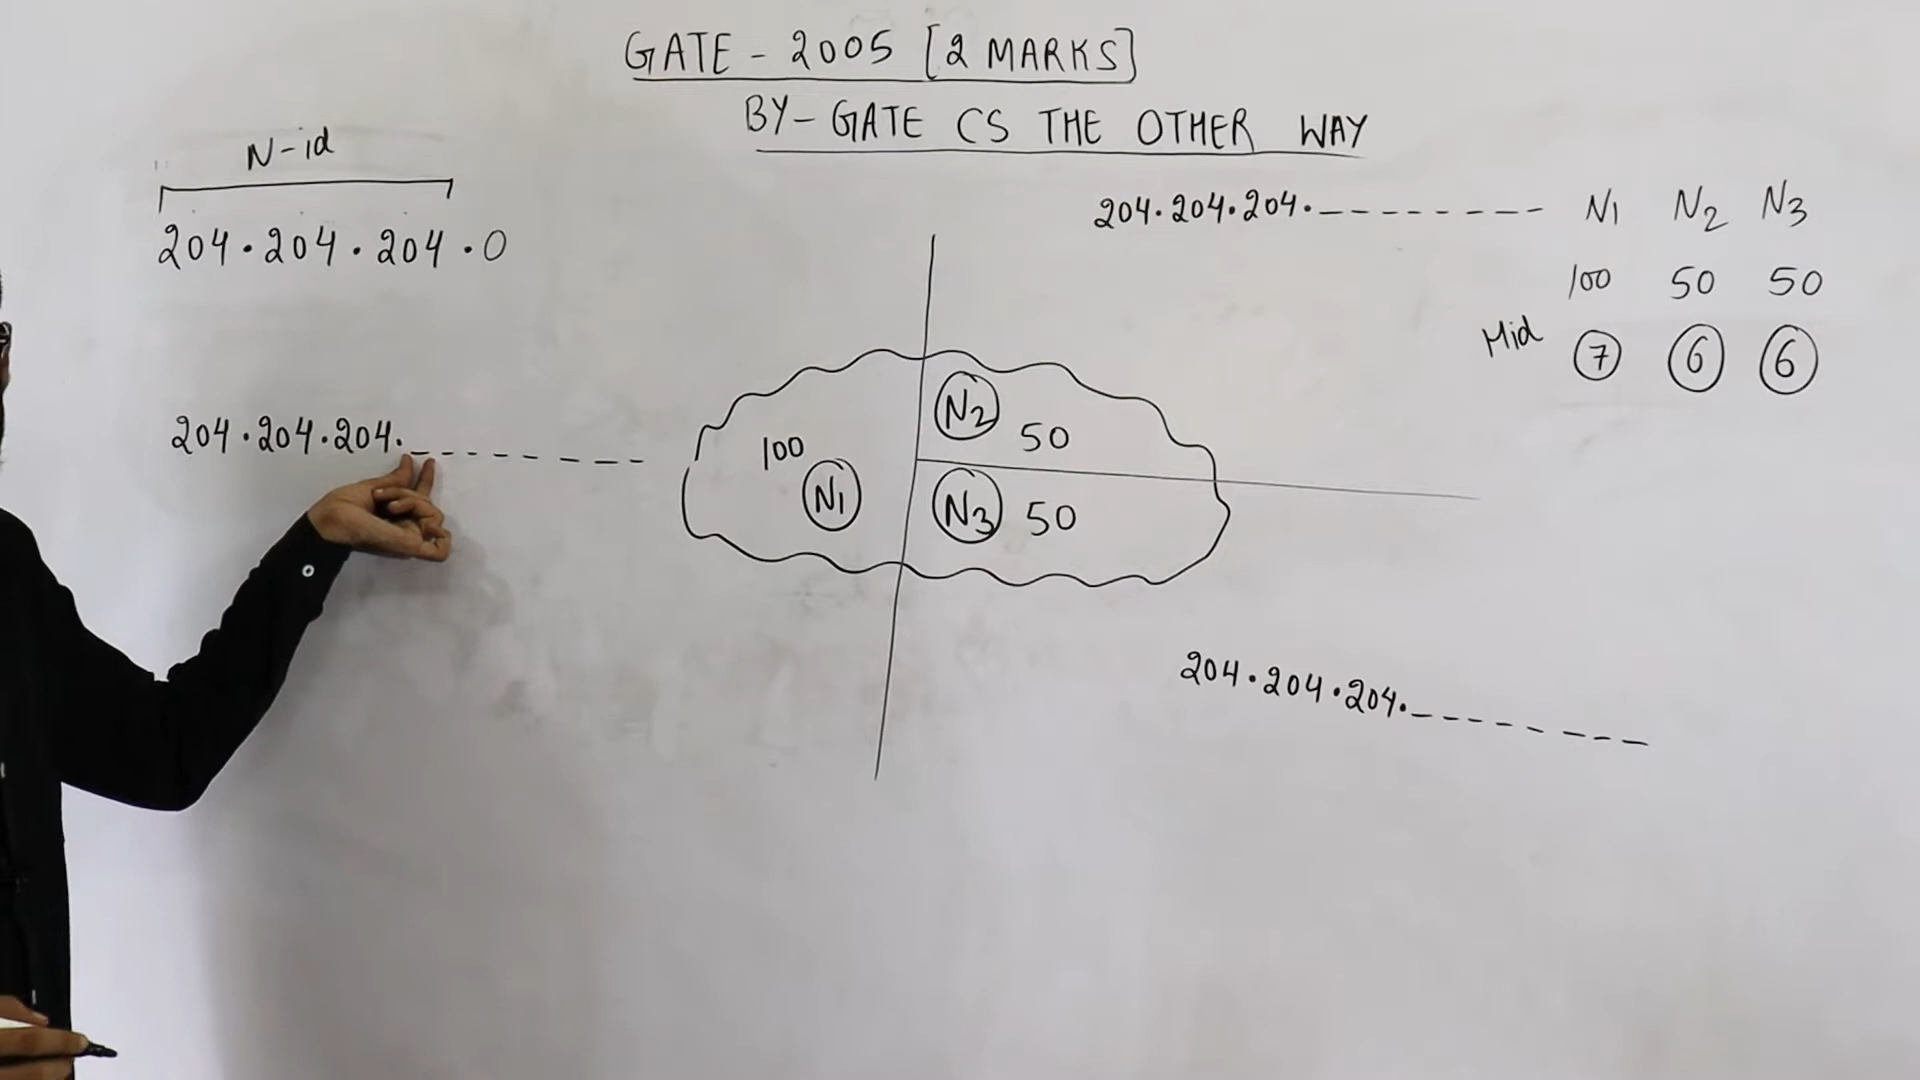 GATE - 2005 [2 MARKS]
BY - GATE CS THE OTHER WAY
N-id
204.204.204.0
204.204.204._ _ _ _ _ _ _ _
204.204.204._ _ _ _ _ _ _ _
N1 N2 N3
100 50 50
Hid 7 6 6
N2 50
100
N1
N3 50
204.204.204._ _ _ _ _ _ _ _